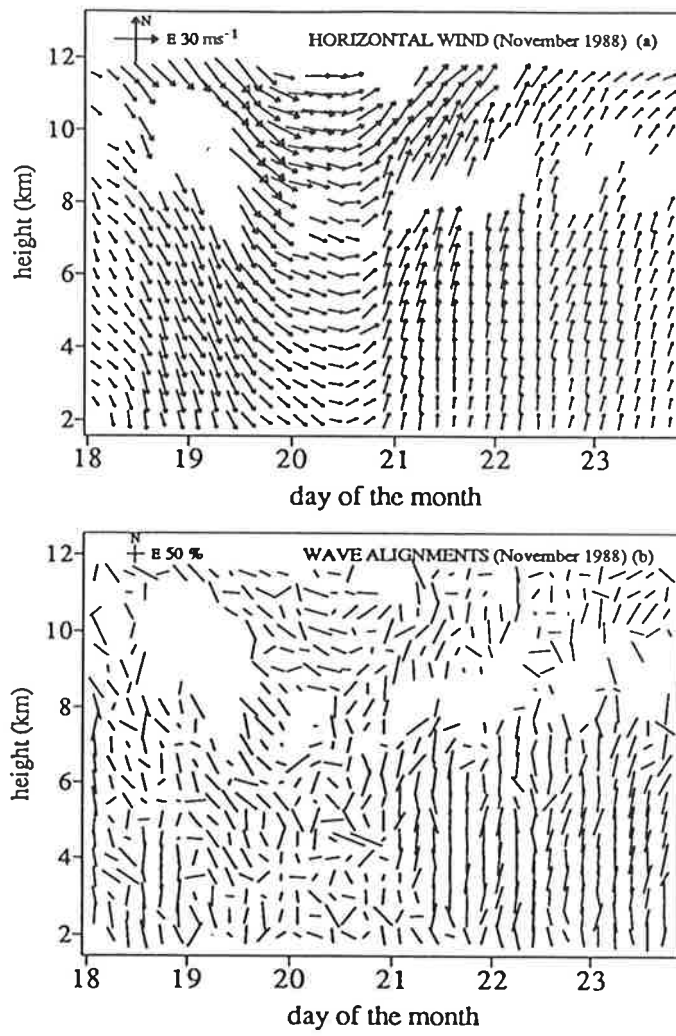 N
E 30 ms⁻¹ HORIZONTAL WIND (November 1988) (a)
12
10
8
6
4
2
height (km)
18 19 20 21 22 23
day of the month
N
E 50 % WAVE ALIGNMENTS (November 1988) (b)
12
10
8
6
4
2
height (km)
18 19 20 21 22 23
day of the month